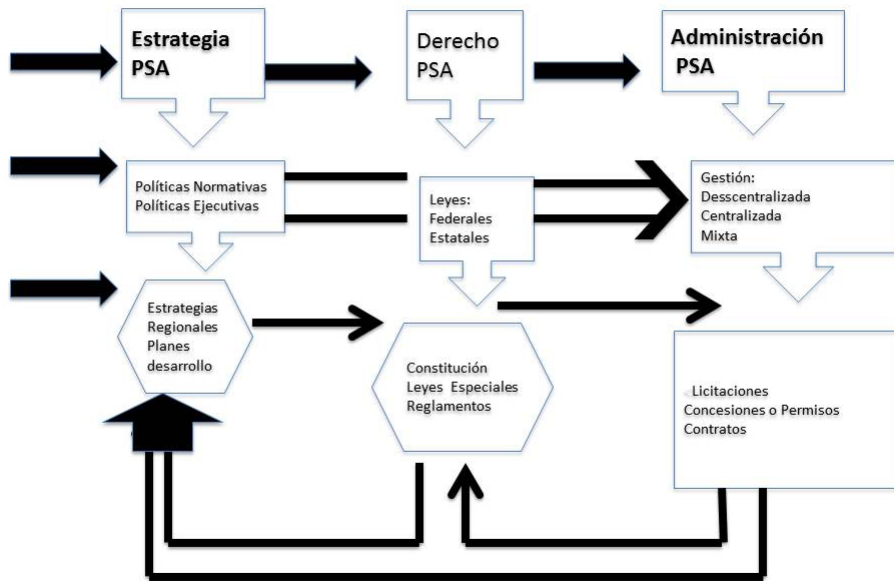 Estrategia
PSA
Derecho
PSA
Administración
PSA
Políticas Normativas
Políticas Ejecutivas
Leyes:
Federales
Estatales
Gestión:
Desscentralizada
Centralizada
Mixta
Estrategias
Regionales
Planes
desarrollo
Constitución
Leyes Especiales
Reglamentos
Licitaciones
Concesiones o Permisos
Contratos